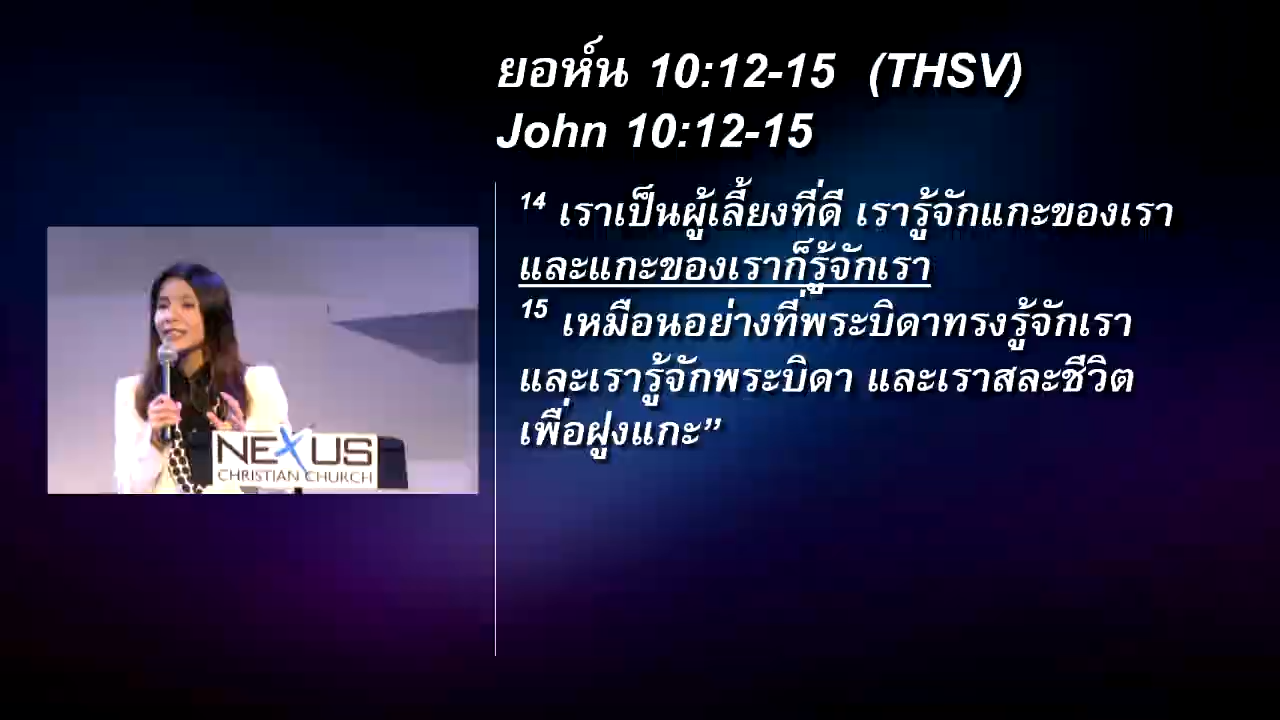 ยอห์น 10:12-15 (THSV)
John 10:12-15
14 เราเป็นผู้เลี้ยงที่ดี เรารู้จักแกะของเรา
และแกะของเราก็รู้จักเรา
15 เหมือนอย่างที่พระบิดาทรงรู้จักเรา
และเรารู้จักพระบิดา และเราสละชีวิต
เพื่อฝูงแกะ”
NEXUS
CHRISTIAN CHURCH